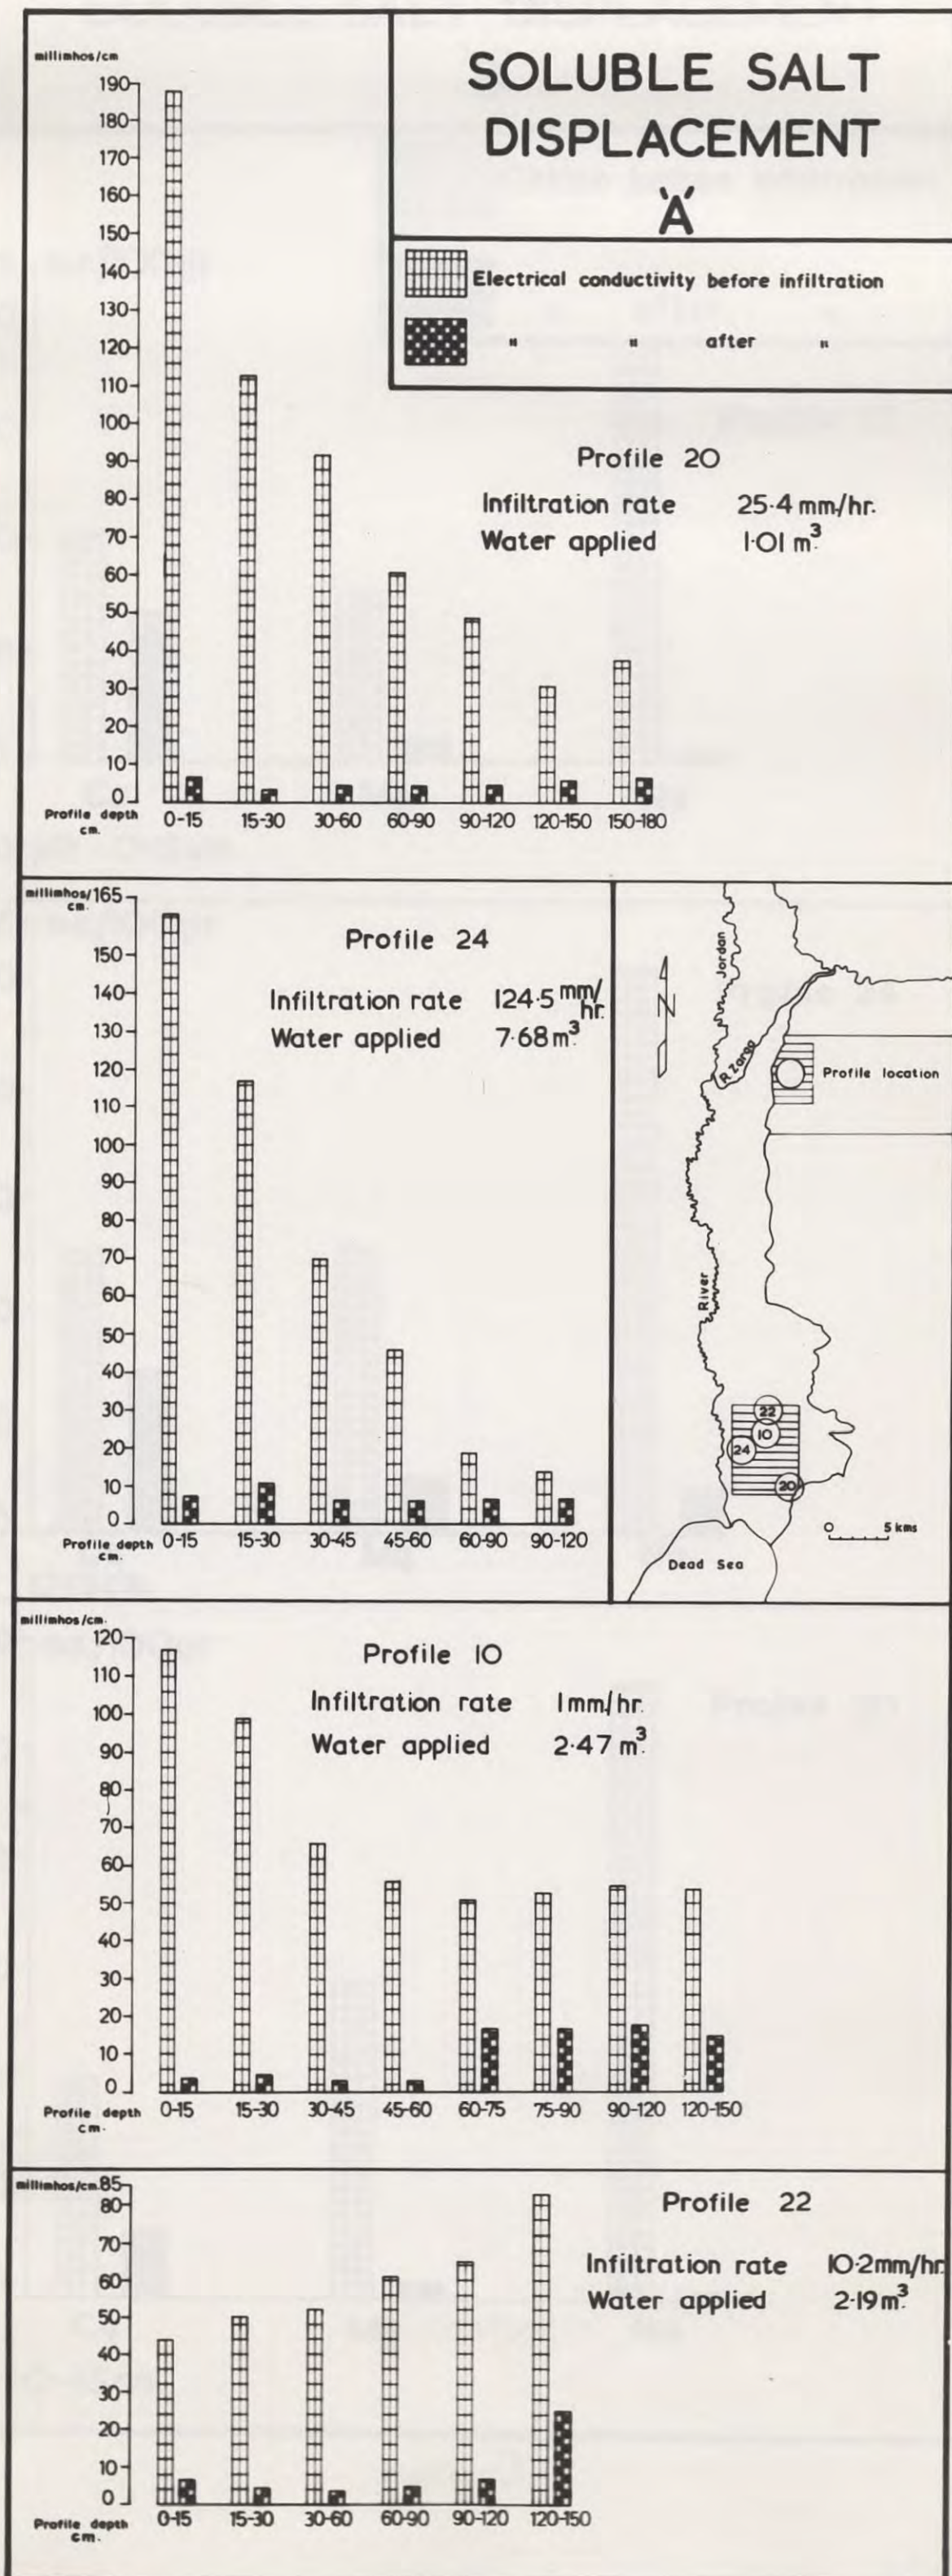 SOLUBLE SALT
DISPLACEMENT
'A'
Electrical conductivity before infiltration
" " after "
millimhos/cm
190
180
170
160
150
140
130
120
110
100
90
80
70
60
50
40
30
20
10
0
Profile depth
cm.
0-15 15-30 30-60 60-90 90-120 120-150 150-180
Profile 20
Infiltration rate 25·4 mm/hr.
Water applied 1·01 m³.
millimhos/
cm.
165
150
140
130
120
110
100
90
80
70
60
50
40
30
20
10
0
Profile depth
cm.
0-15 15-30 30-45 45-60 60-90 90-120
Profile 24
Infiltration rate 124·5 mm/
hr.
Water applied 7·68 m³.
Jordan
N
R Zarqa
Profile location
River
22
10
24
20
0 5 kms
Dead Sea
millimhos/cm.
120
110
100
90
80
70
60
50
40
30
20
10
0
Profile depth
cm.
0-15 15-30 30-45 45-60 60-75 75-90 90-120 120-150
Profile 10
Infiltration rate 1 mm/hr.
Water applied 2·47 m³.
millimhos/cm.
85
80
70
60
50
40
30
20
10
0
Profile depth
cm.
0-15 15-30 30-60 60-90 90-120 120-150
Profile 22
Infiltration rate 10·2mm/hr.
Water applied 2·19 m³.